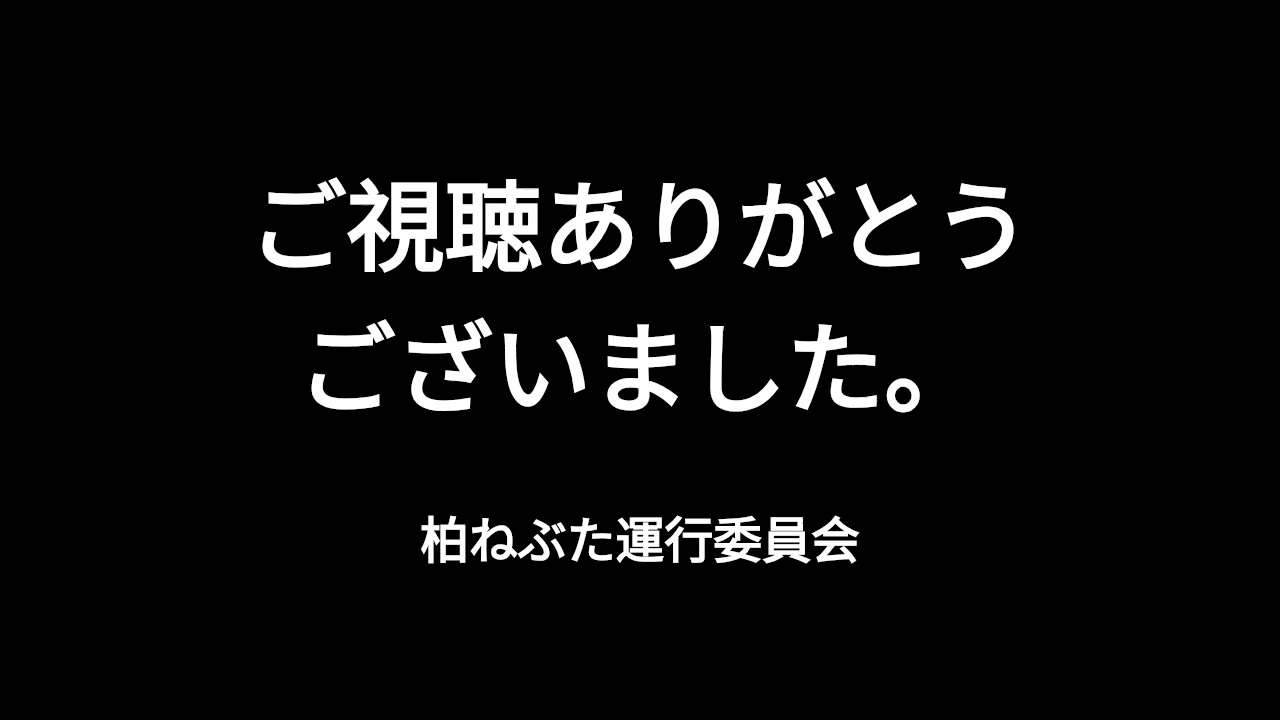 ご視聴ありがとう
ございました。
柏ねぶた運行委員会